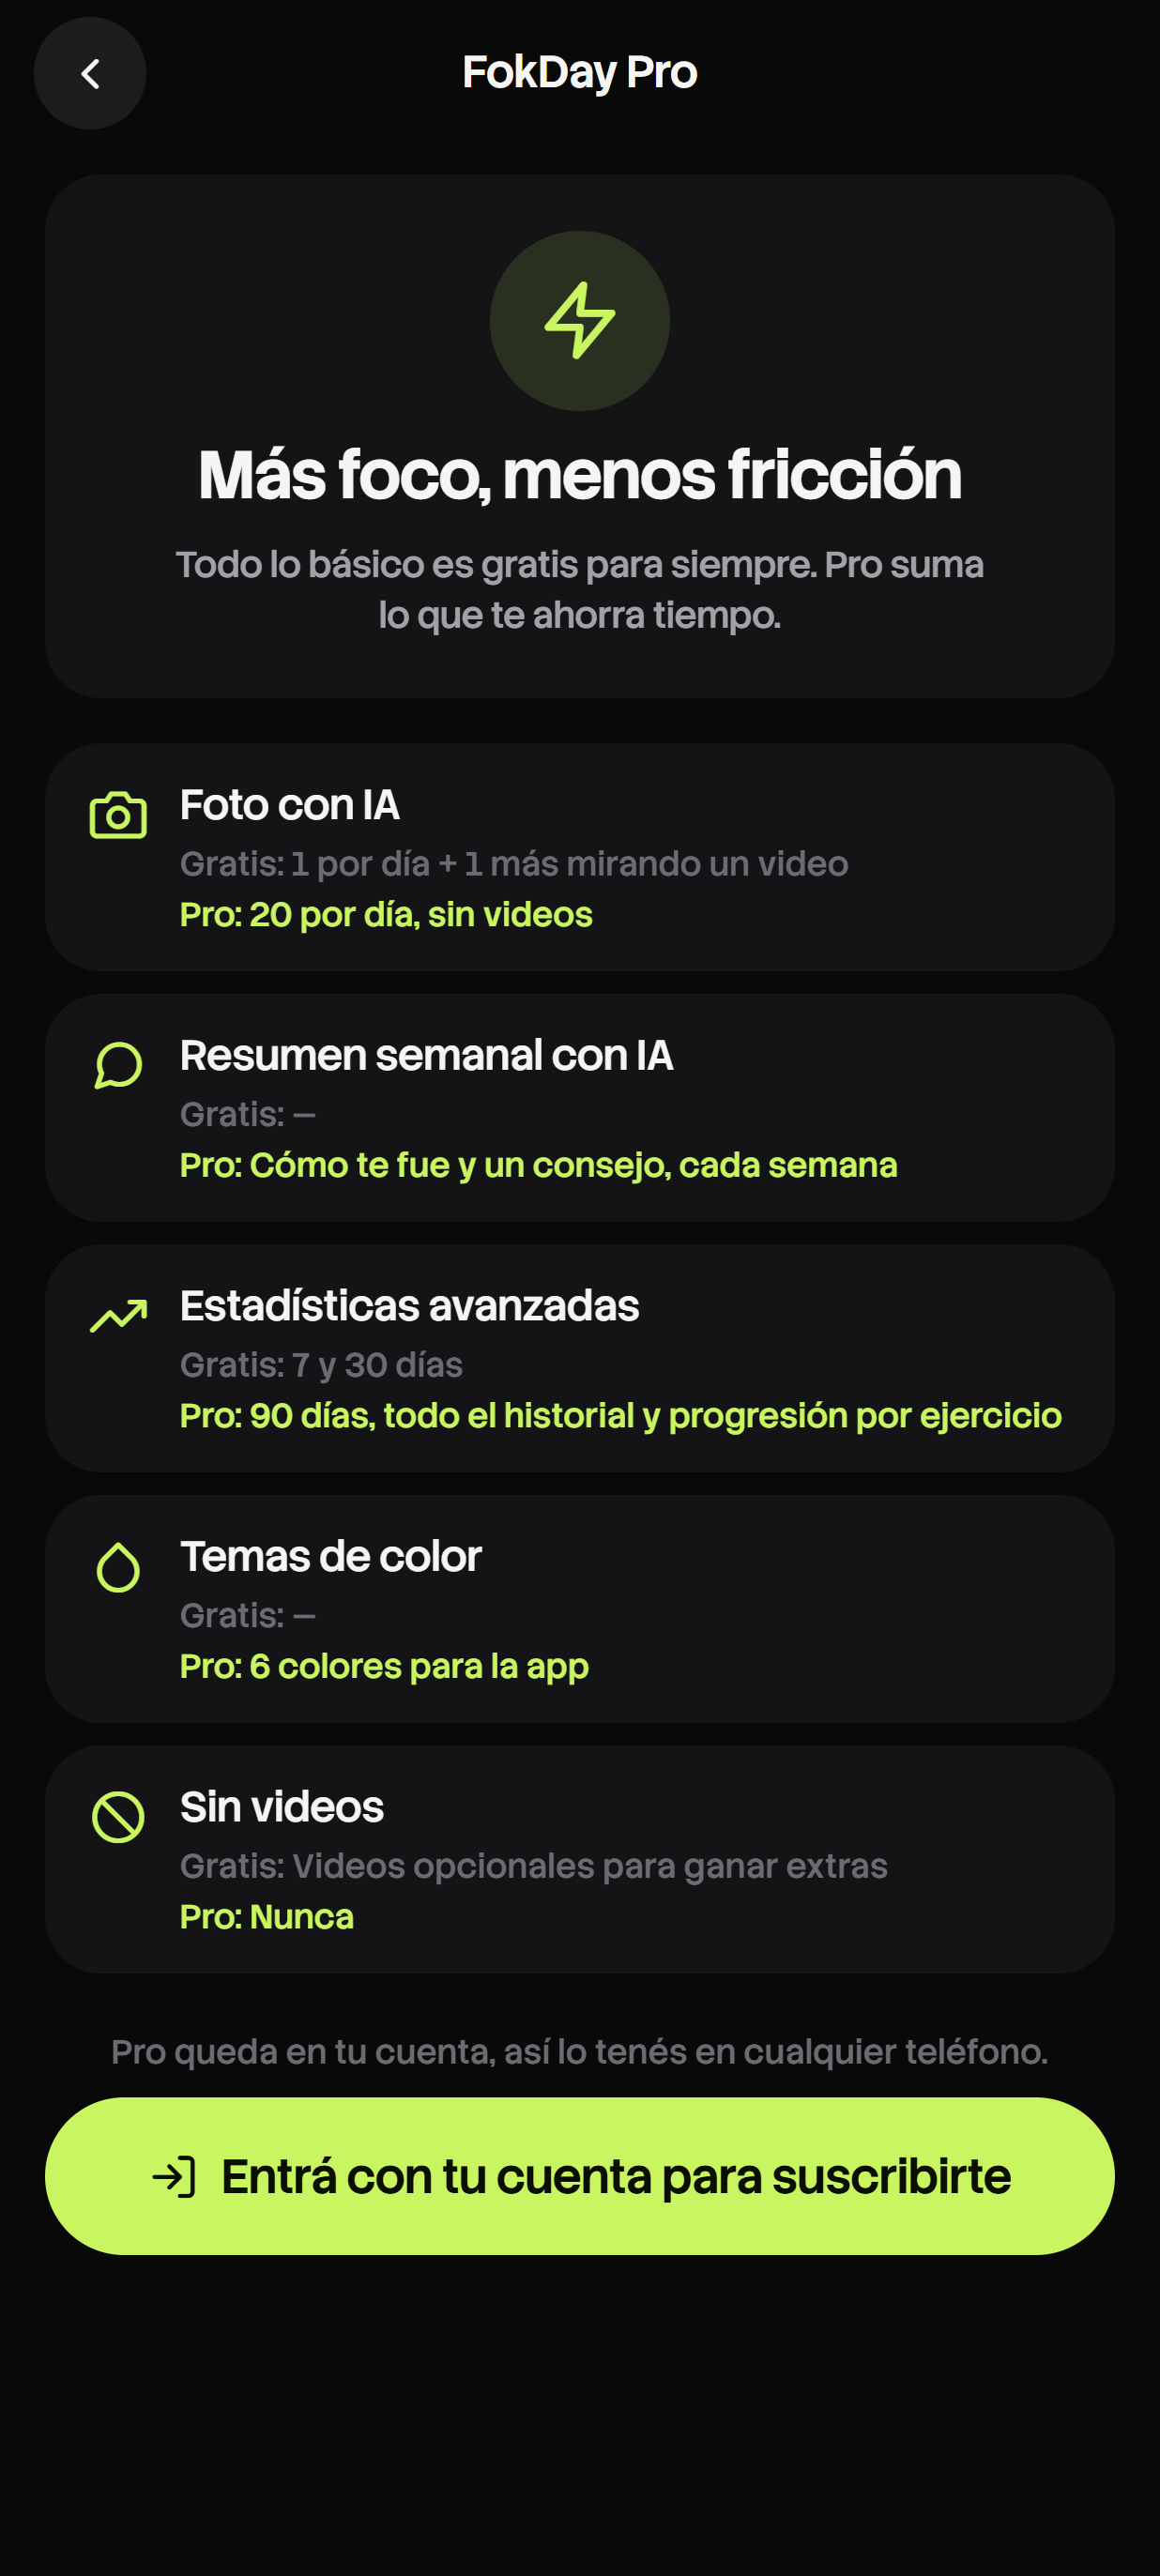 FokDay Pro
Más foco, menos fricción
Todo lo básico es gratis para siempre. Pro suma
lo que te ahorra tiempo.
Foto con IA
Gratis: 1 por día + 1 más mirando un video
Pro: 20 por día, sin videos
Resumen semanal con IA
Gratis: —
Pro: Cómo te fue y un consejo, cada semana
Estadísticas avanzadas
Gratis: 7 y 30 días
Pro: 90 días, todo el historial y progresión por ejercicio
Temas de color
Gratis: —
Pro: 6 colores para la app
Sin videos
Gratis: Videos opcionales para ganar extras
Pro: Nunca
Pro queda en tu cuenta, así lo tenés en cualquier teléfono.
Entrá con tu cuenta para suscribirte